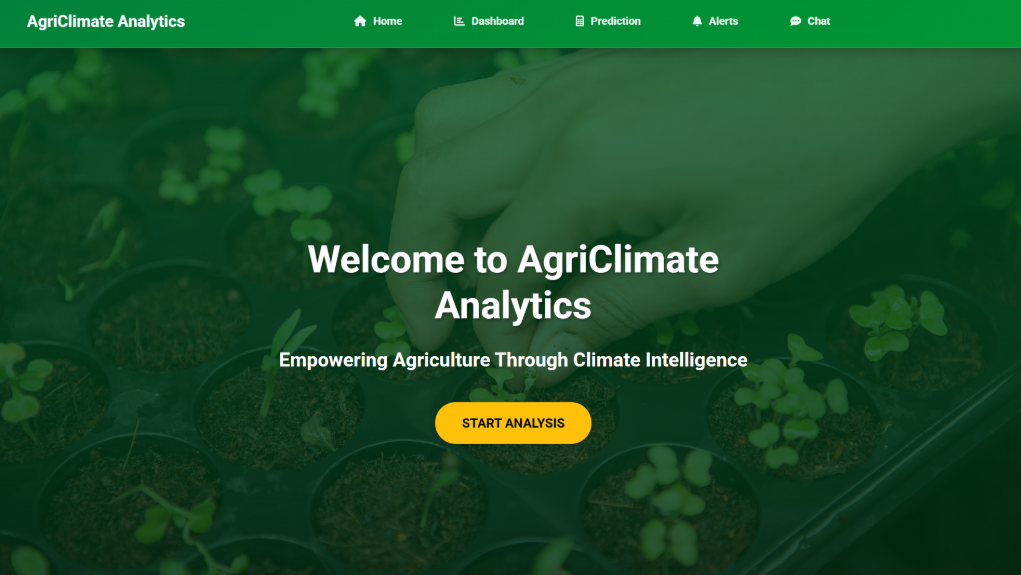 AgriClimate Analytics
Home
Dashboard
Prediction
Alerts
Chat
Welcome to AgriClimate
Analytics
Empowering Agriculture Through Climate Intelligence
START ANALYSIS